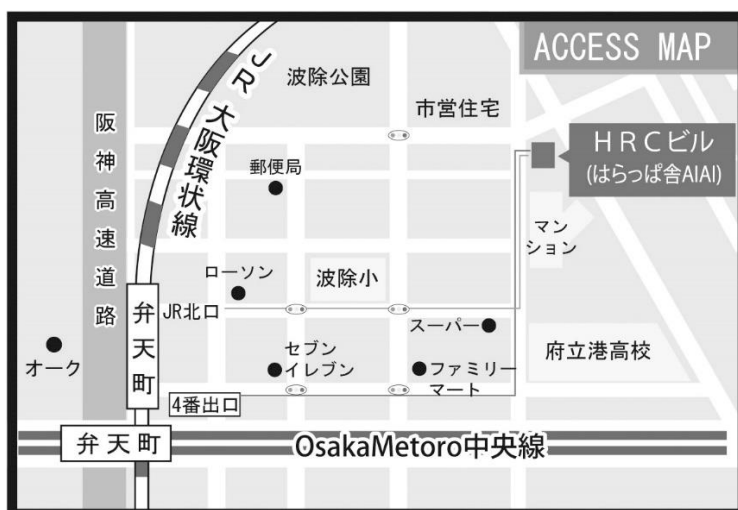 ACCESS MAP
JR大阪環状線
波除公園
市営住宅
阪神高速道路
郵便局
HRCビル
(はらっぱ舎AIAI)
マン
ション
ローソン
波除小
JR北口
弁天町
スーパー
府立港高校
オーク
セブン
イレブン
ファミリー
マート
4番出口
弁天町
OsakaMetoro中央線